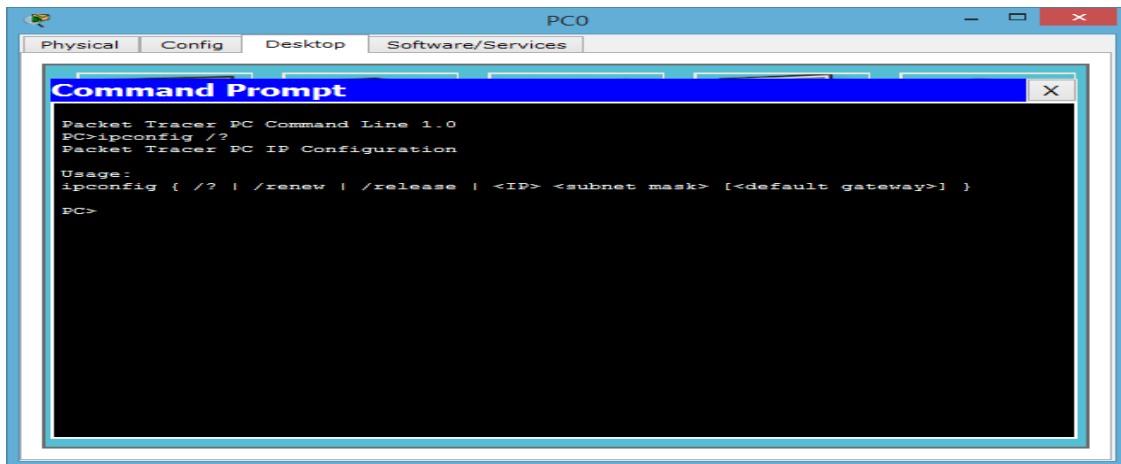 PC0
Physical Config Desktop Software/Services
Command Prompt X
Packet Tracer PC Command Line 1.0
PC>ipconfig /?
Packet Tracer PC IP Configuration
Usage:
ipconfig { /? | /renew | /release | <IP> <subnet mask> [<default gateway>] }
PC>